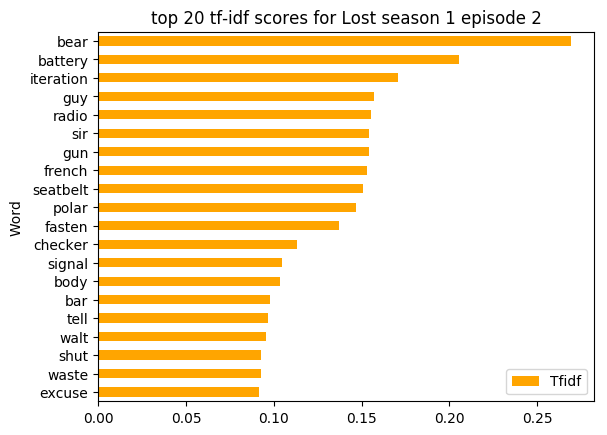 top 20 tf-idf scores for Lost season 1 episode 2
Word
bear
battery
iteration
guy
radio
sir
gun
french
seatbelt
polar
fasten
checker
signal
body
bar
tell
walt
shut
waste
excuse
Tfidf
0.00 0.05 0.10 0.15 0.20 0.25